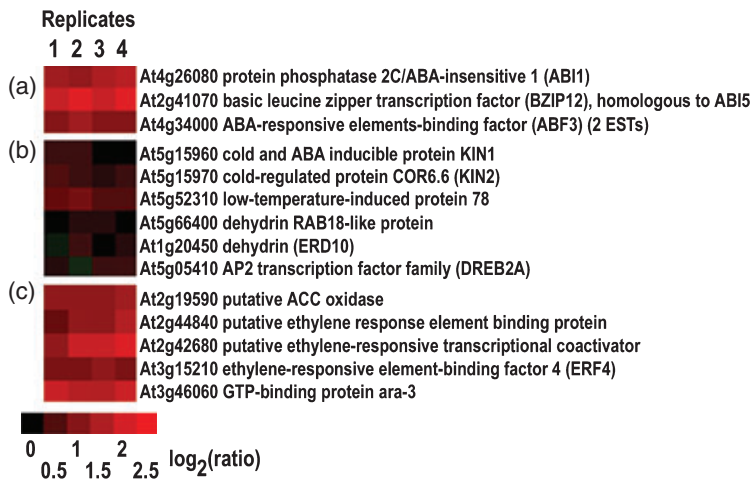 Replicates
1 2 3 4
(a)
At4g26080 protein phosphatase 2C/ABA-insensitive 1 (ABI1)
At2g41070 basic leucine zipper transcription factor (BZIP12), homologous to ABI5
At4g34000 ABA-responsive elements-binding factor (ABF3) (2 ESTs)
(b)
At5g15960 cold and ABA inducible protein KIN1
At5g15970 cold-regulated protein COR6.6 (KIN2)
At5g52310 low-temperature-induced protein 78
At5g66400 dehydrin RAB18-like protein
At1g20450 dehydrin (ERD10)
At5g05410 AP2 transcription factor family (DREB2A)
(c)
At2g19590 putative ACC oxidase
At2g44840 putative ethylene response element binding protein
At2g42680 putative ethylene-responsive transcriptional coactivator
At3g15210 ethylene-responsive element-binding factor 4 (ERF4)
At3g46060 GTP-binding protein ara-3
0 1 2
0.5 1.5 2.5
log2(ratio)